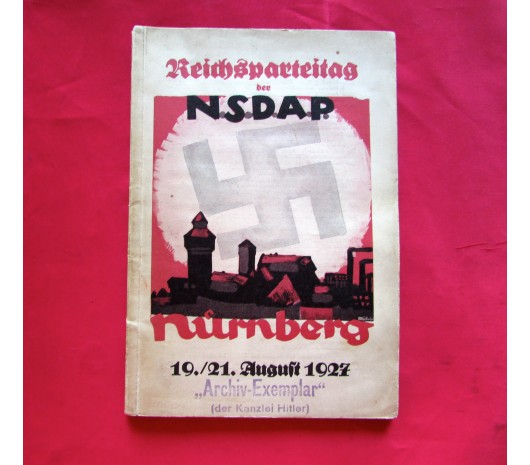 Reichsparteitag
der
N.S.D.A.P.
Nürnberg
19./21. August 1927
„Archiv-Exemplar“
(der Kanzlei Hitler)